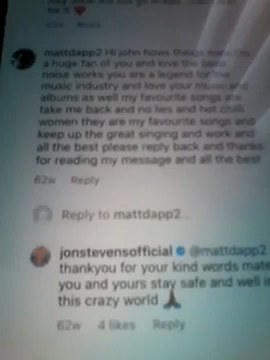 for it ❤
mattdapp2 Hi john hows things mate i'm
a huge fan of you and love the
noise works you are a legend for the
music industry and love your music and
albums as well my favourite songs are
take me back and no lies and hot chilli
women they are my favourite songs and
keep up the great singing and work and
all the best please reply back and thanks
for reading my message and all the best
62w Reply
Reply to mattdapp2...
jonstevensofficial @mattdapp2
thankyou for your kind words mate
you and yours stay safe and well in
this crazy world 🙏
62w 4 likes Reply